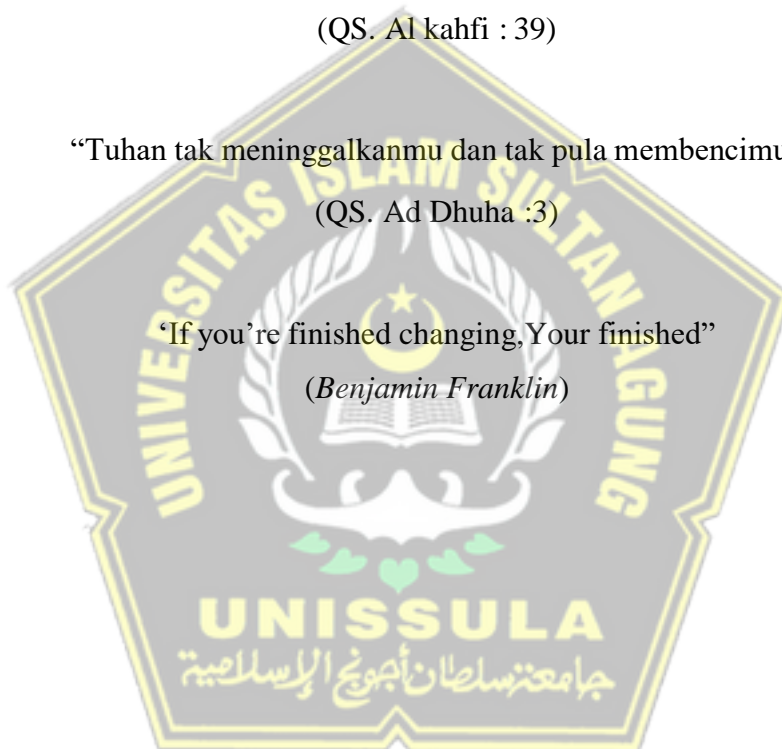 (QS. Al kahfi : 39)
“Tuhan tak meninggalkanmu dan tak pula membencimu
(QS. Ad Dhuha :3)
‘If you’re finished changing,Your finished”
(Benjamin Franklin)
UNIVERSITAS ISLAM SULTAN AGUNG
UNISSULA
جامعة سلطان أجونج الإسلامية